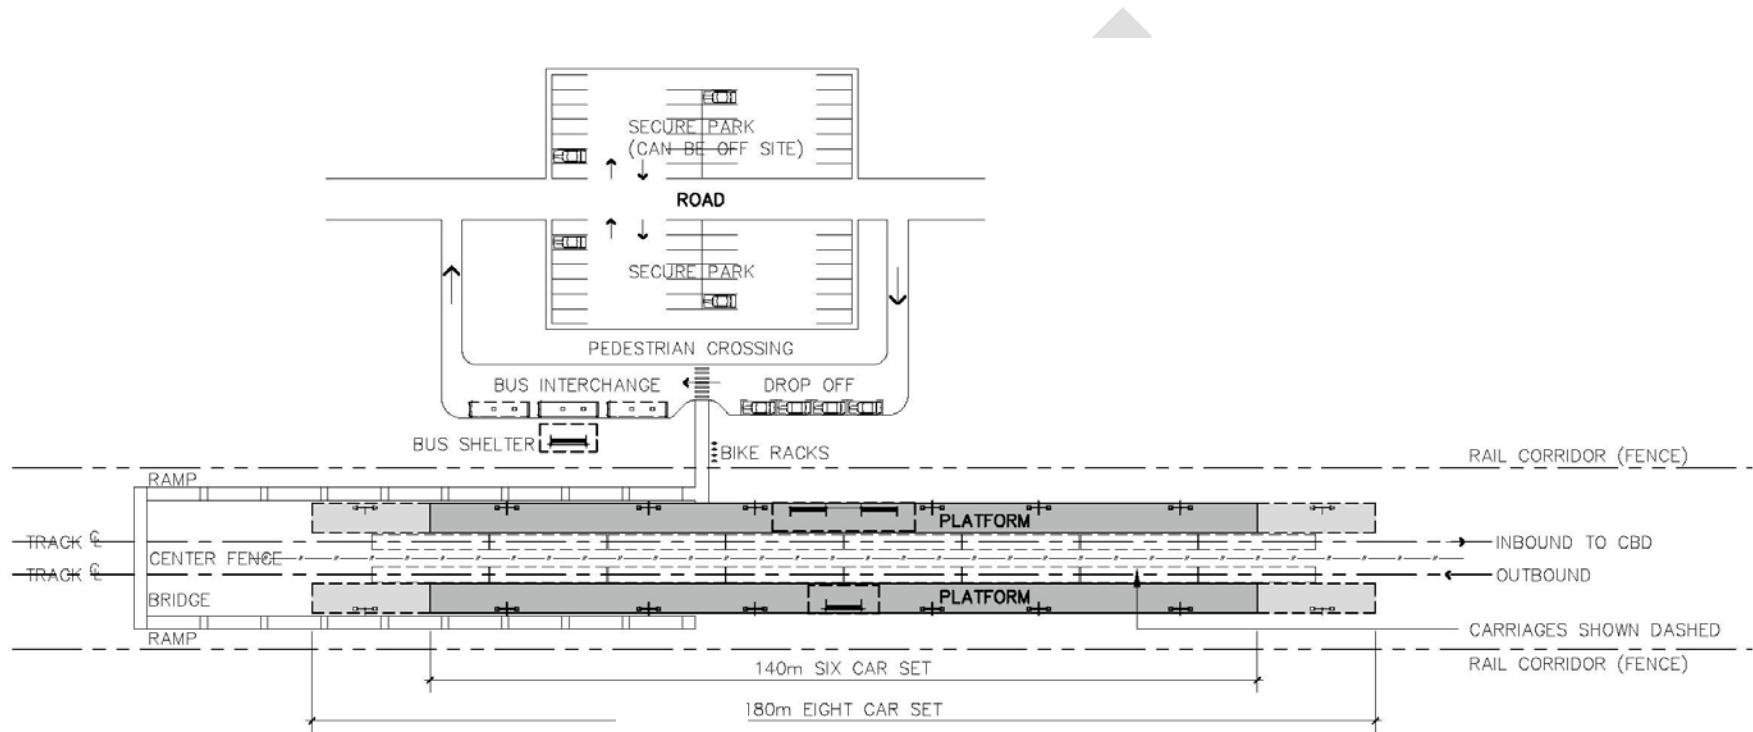 SECURE PARK
(CAN BE OFF SITE)
ROAD
SECURE PARK
PEDESTRIAN CROSSING
BUS INTERCHANGE
DROP OFF
BUS SHELTER
BIKE RACKS
RAIL CORRIDOR (FENCE)
RAMP
PLATFORM
TRACK ℄
INBOUND TO CBD
CENTER FENCE
TRACK ℄
OUTBOUND
BRIDGE
PLATFORM
CARRIAGES SHOWN DASHED
RAMP
RAIL CORRIDOR (FENCE)
140m SIX CAR SET
180m EIGHT CAR SET